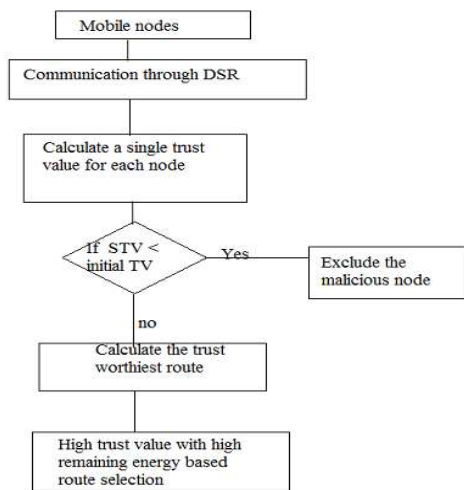 Mobile nodes
Communication through DSR
Calculate a single trust
value for each node
If STV <
initial TV
Yes
Exclude the
malicious node
no
Calculate the trust
worthiest route
High trust value with high
remaining energy based
route selection